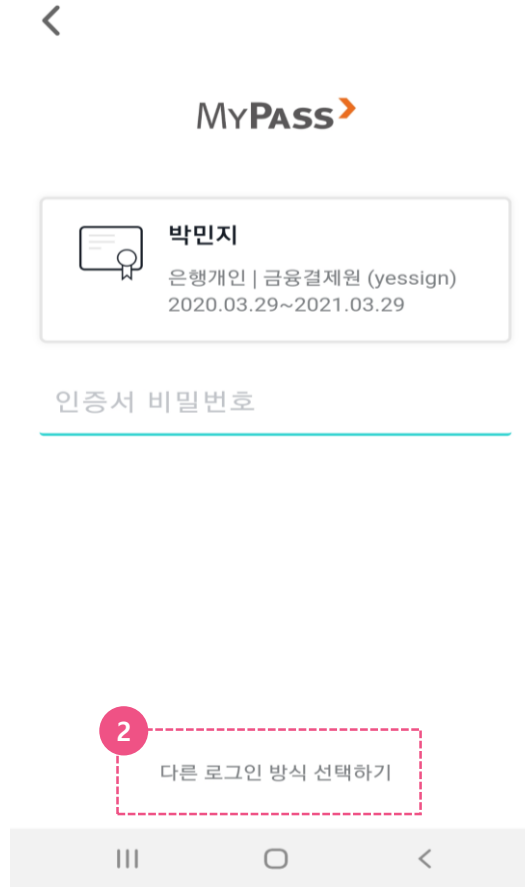 MYPASS
박민지
은행개인 | 금융결제원 (yessign)
2020.03.29~2021.03.29
인증서 비밀번호
2
다른 로그인 방식 선택하기